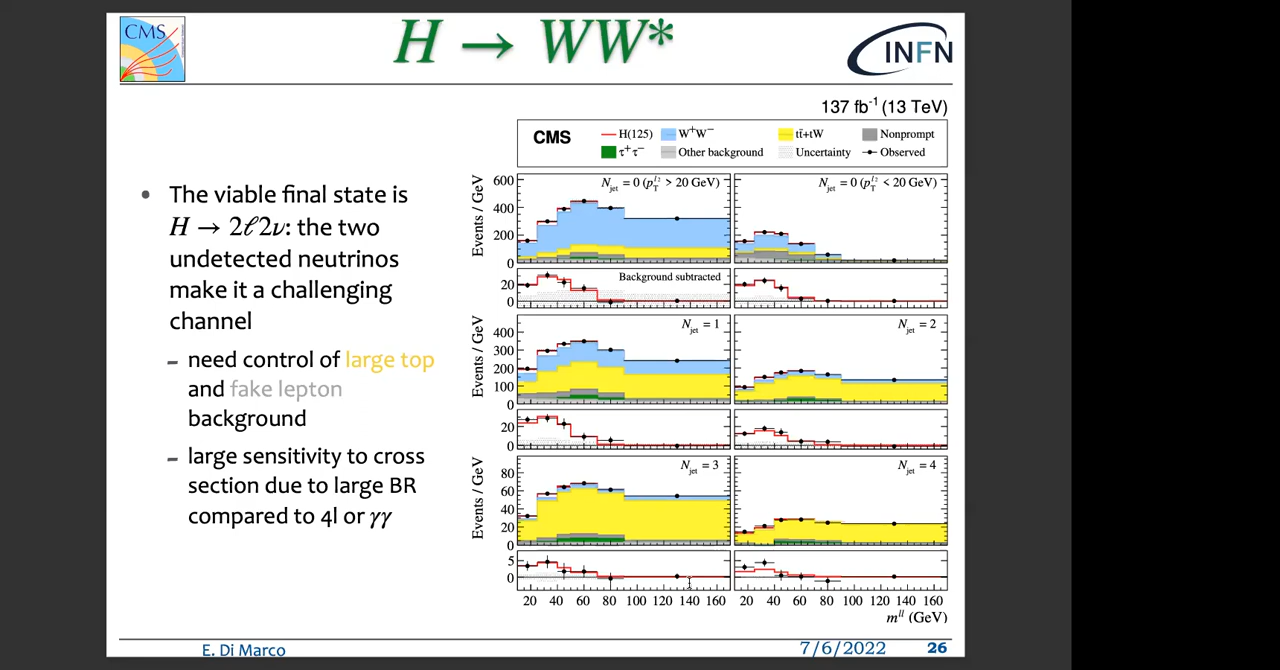 CMS
H → WW*
INFN
137 fb⁻¹ (13 TeV)
CMS
H(125)
W⁺W⁻
tt̄+tW
Nonprompt
τ⁺τ⁻
Other background
Uncertainty
Observed
• The viable final state is
H → 2ℓ2ν: the two
undetected neutrinos
make it a challenging
channel
– need control of large top
and fake lepton
background
– large sensitivity to cross
section due to large BR
compared to 4l or γγ
Events / GeV
600
400
200
0
N_jet = 0 (p_T^l2 > 20 GeV)
N_jet = 0 (p_T^l2 < 20 GeV)
20
0
Background subtracted
Events / GeV
400
300
200
100
0
N_jet = 1
N_jet = 2
20
0
Events / GeV
80
60
40
20
0
N_jet = 3
N_jet = 4
5
0
20 40 60 80 100 120 140 160
20 40 60 80 100 120 140 160
m^ll (GeV)
E. Di Marco
7/6/2022
26